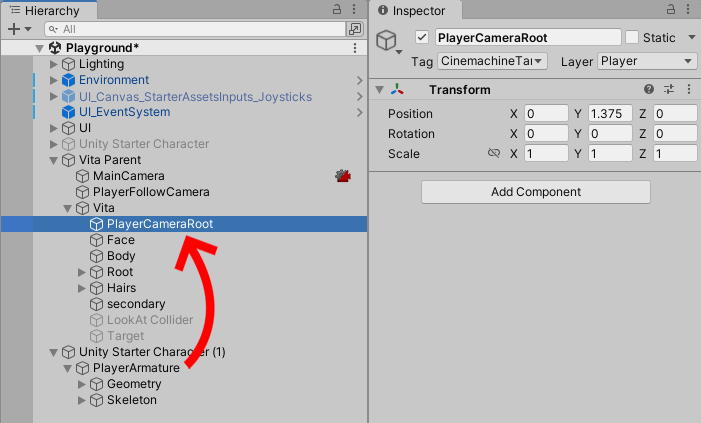 Hierarchy
All
Playground*
Lighting
Environment
UI_Canvas_StarterAssetsInputs_Joysticks
UI_EventSystem
UI
Unity Starter Character
Vita Parent
MainCamera
PlayerFollowCamera
Vita
PlayerCameraRoot
Face
Body
Root
Hairs
secondary
LookAt Collider
Target
Unity Starter Character (1)
PlayerArmature
Geometry
Skeleton
Inspector
PlayerCameraRoot Static
Tag CinemachineTar Layer Player
Transform
Position X 0 Y 1.375 Z 0
Rotation X 0 Y 0 Z 0
Scale X 1 Y 1 Z 1
Add Component